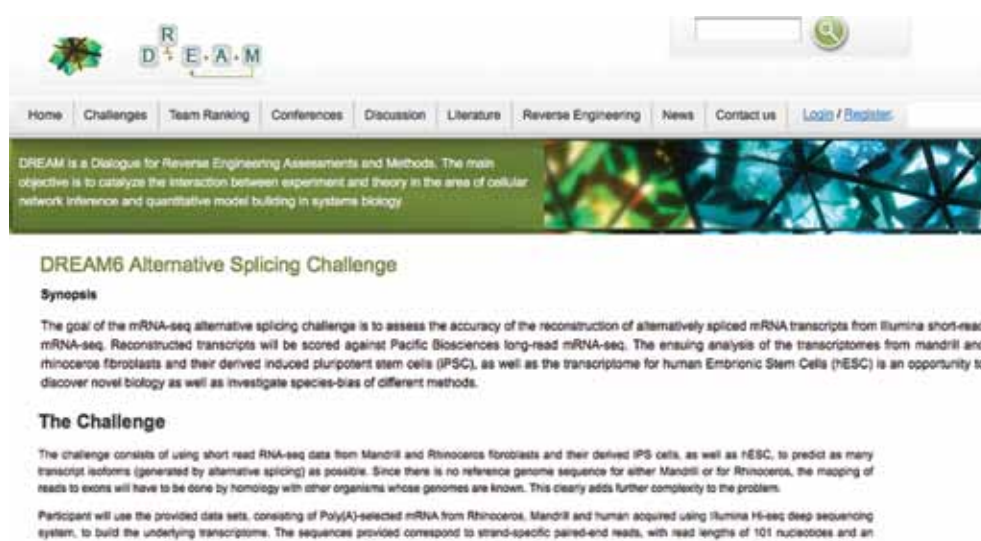 DREAM
Home Challenges Team Ranking Conferences Discussion Literature Reverse Engineering News Contact us Login / Register.
DREAM is a Dialogue for Reverse Engineering Assessments and Methods. The main
objective is to catalyze the interaction between experiment and theory in the area of cellular
network inference and quantitative model building in systems biology
DREAM6 Alternative Splicing Challenge
Synopsis
The goal of the mRNA-seq alternative splicing challenge is to assess the accuracy of the reconstruction of alternatively spliced mRNA transcripts from Illumina short-read
mRNA-seq. Reconstructed transcripts will be scored against Pacific Biosciences long-read mRNA-seq. The ensuing analysis of the transcriptomes from mandrill and
rhinoceros fibroblasts and their derived induced pluripotent stem cells (iPSC), as well as the transcriptome for human Embrionic Stem Cells (hESC) is an opportunity to
discover novel biology as well as investigate species-bias of different methods.
The Challenge
The challenge consists of using short read RNA-seq data from Mandrill and Rhinoceros fibroblasts and their derived IPS cells, as well as hESC, to predict as many
transcript isoforms (generated by alternative splicing) as possible. Since there is no reference genome sequence for either Mandrill or for Rhinoceros, the mapping of
reads to exons will have to be done by homology with other organisms whose genomes are known. This clearly adds further complexity to the problem.
Participant will use the provided data sets, consisting of Poly(A)-selected mRNA from Rhinoceros, Mandrill and human acquired using Illumina Hi-seq deep sequencing
system, to build the underlying transcriptome. The sequences provided correspond to strand-specific paired-end reads, with read lengths of 101 nucleotides and an